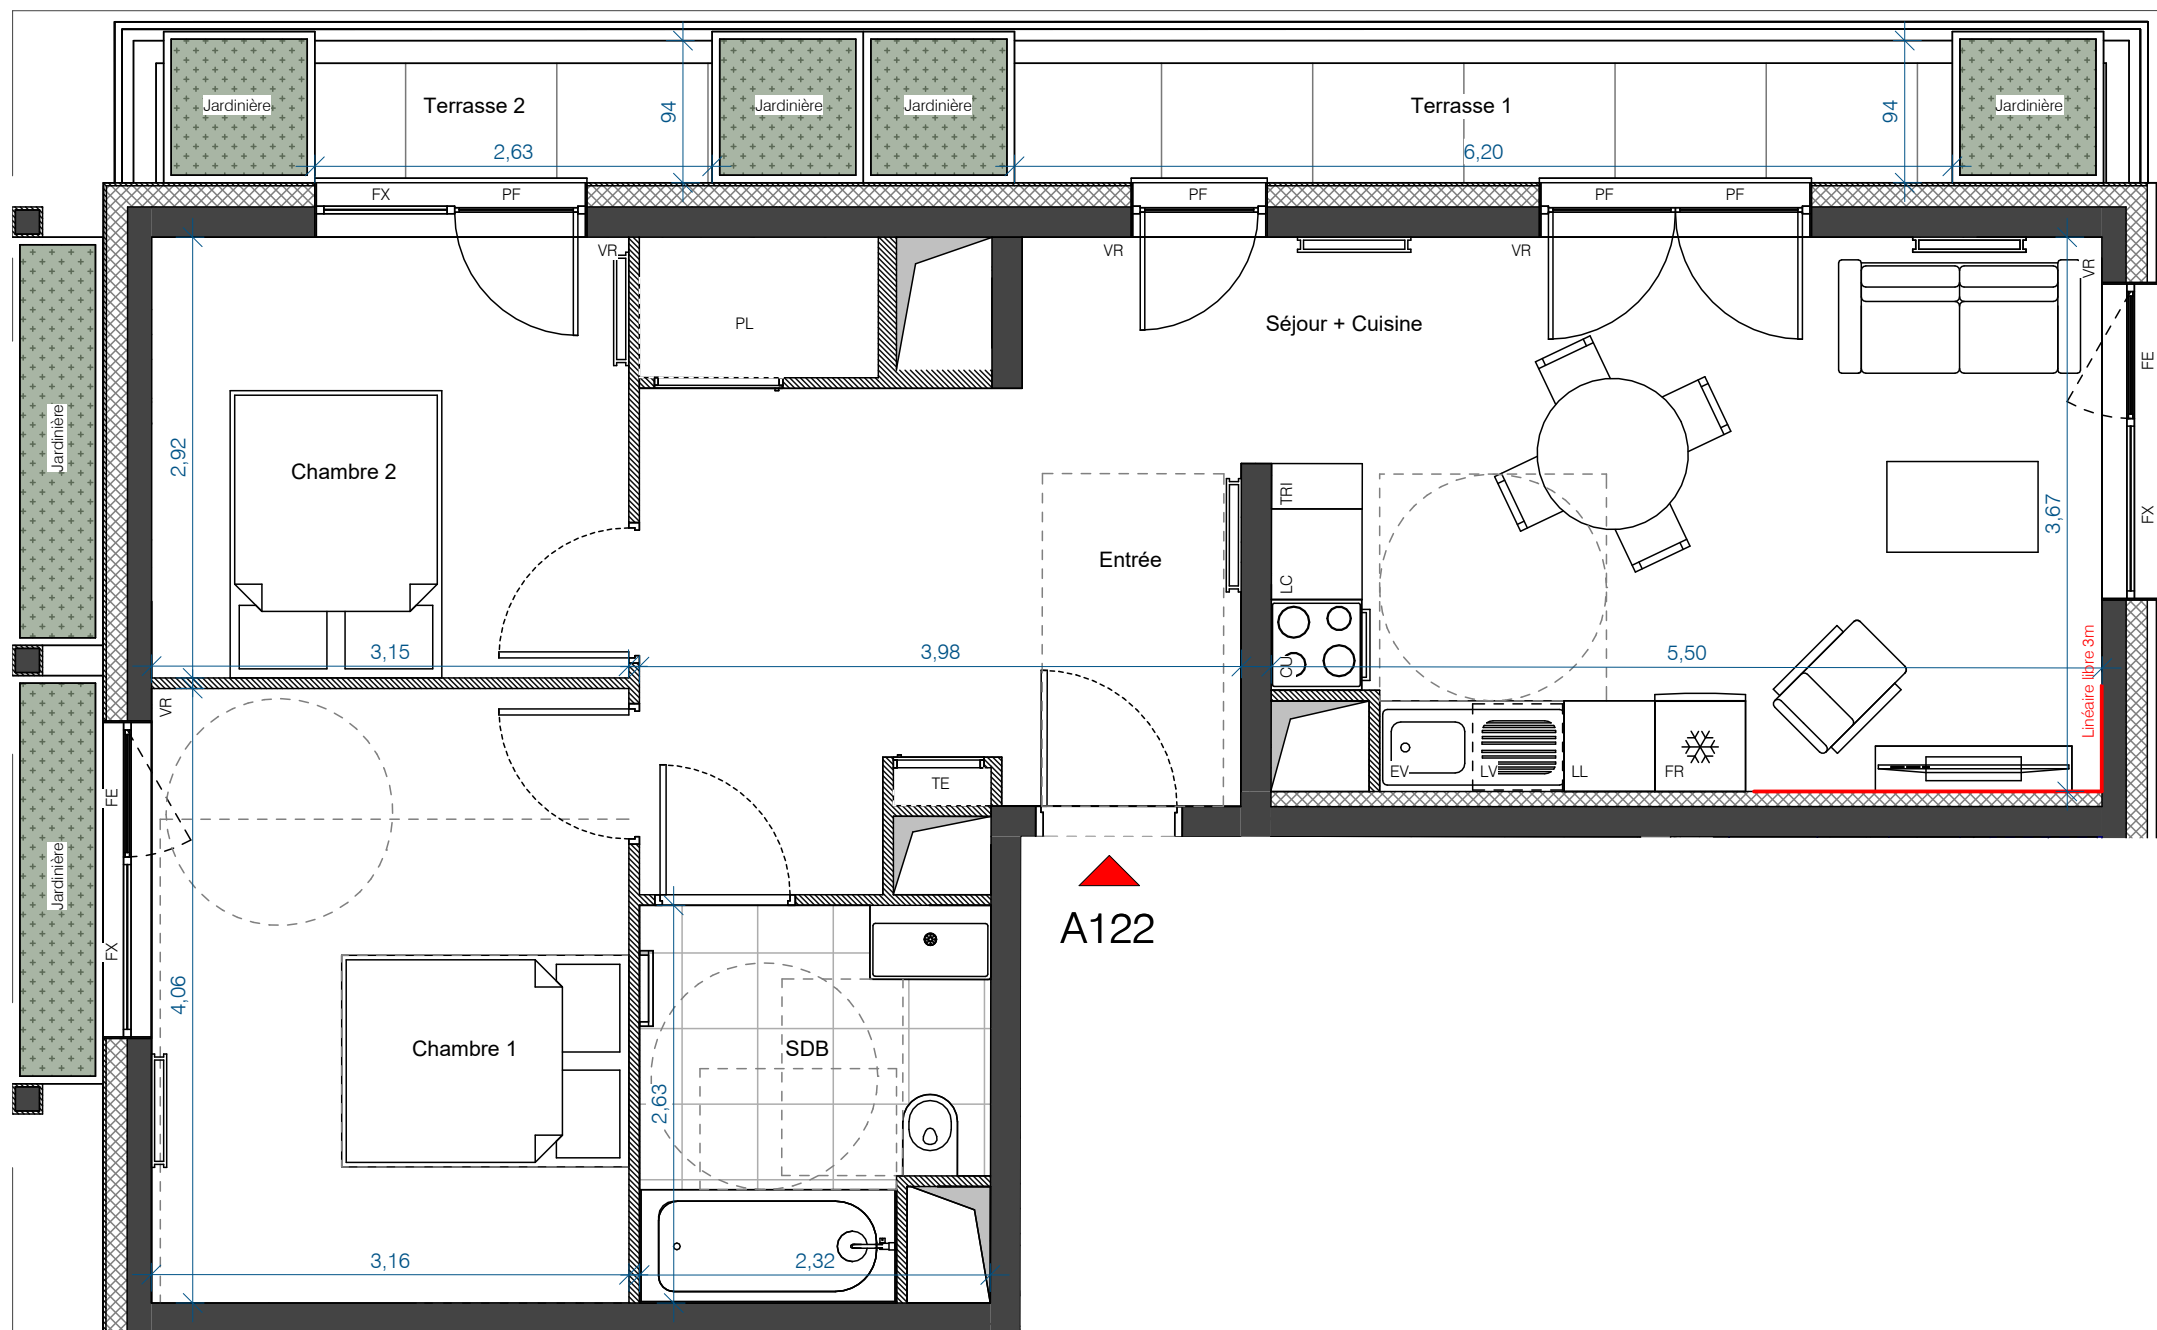 Jardinière
Terrasse 2
94
Jardinière
Jardinière
Terrasse 1
94
Jardinière
2,63
6,20
FX
PF
PF
PF
PF
VR
VR
VR
VR
PL
Séjour + Cuisine
FE
Jardinière
2,92
Chambre 2
TRI
3,67
FX
Entrée
LC
3,15
3,98
CU
5,50
Linéaire libre 3m
VR
EV
LV
LL
FR
FE
TE
Jardinière
A122
FX
4,06
Chambre 1
SDB
2,63
3,16
2,32